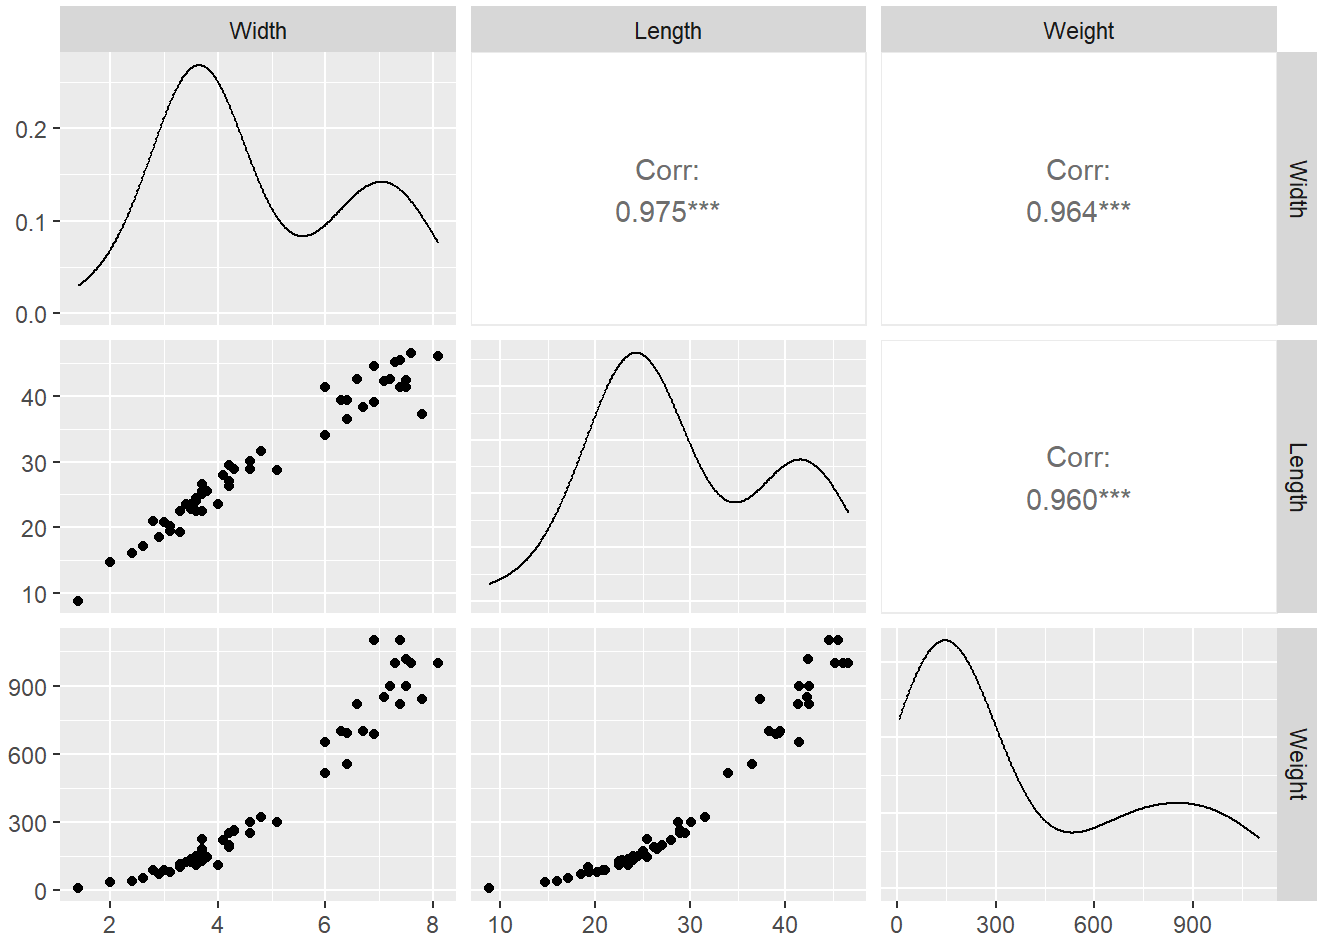 Width Length Weight
0.2
0.1
0.0
Corr:
0.975***
Corr:
0.964***
Width
40
30
20
10
Corr:
0.960***
Length
900
600
300
0
Weight
2 4 6 8 10 20 30 40 0 300 600 900